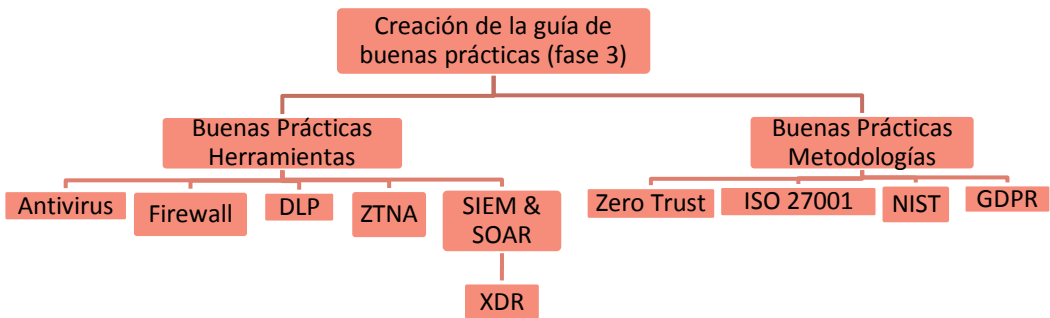 Creación de la guía de
buenas prácticas (fase 3)
Buenas Prácticas
Herramientas
Buenas Prácticas
Metodologías
Antivirus
Firewall
DLP
ZTNA
SIEM &
SOAR
XDR
Zero Trust
ISO 27001
NIST
GDPR